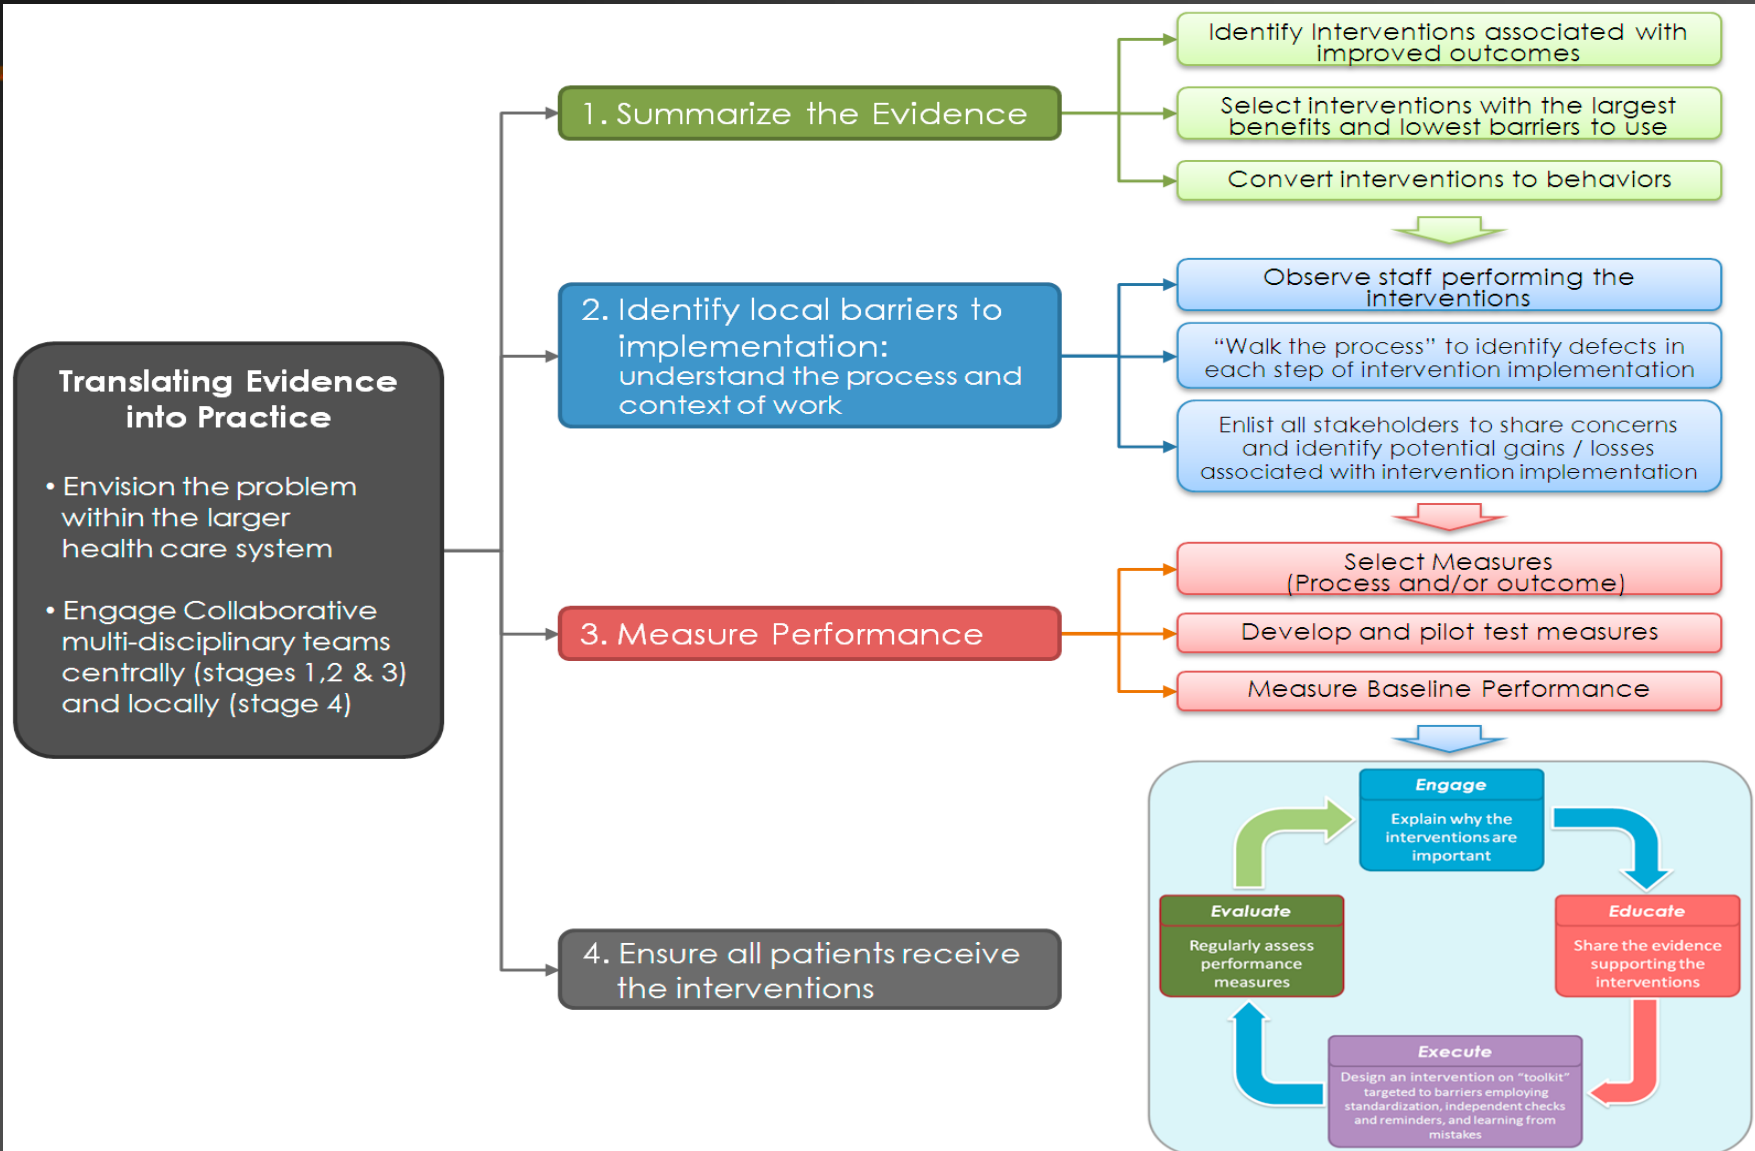 Translating Evidence
into Practice
• Envision the problem
within the larger
health care system
• Engage Collaborative
multi-disciplinary teams
centrally (stages 1,2 & 3)
and locally (stage 4)
1. Summarize the Evidence
Identify Interventions associated with
improved outcomes
Select interventions with the largest
benefits and lowest barriers to use
Convert interventions to behaviors
2. Identify local barriers to
implementation:
understand the process and
context of work
Observe staff performing the
interventions
“Walk the process” to identify defects in
each step of intervention implementation
Enlist all stakeholders to share concerns
and identify potential gains / losses
associated with intervention implementation
3. Measure Performance
Select Measures
(Process and/or outcome)
Develop and pilot test measures
Measure Baseline Performance
4. Ensure all patients receive
the interventions
Engage
Explain why the
interventions are
important
Educate
Share the evidence
supporting the
interventions
Execute
Design an intervention on “toolkit”
targeted to barriers employing
standardization, independent checks
and reminders, and learning from
mistakes
Evaluate
Regularly assess
performance
measures